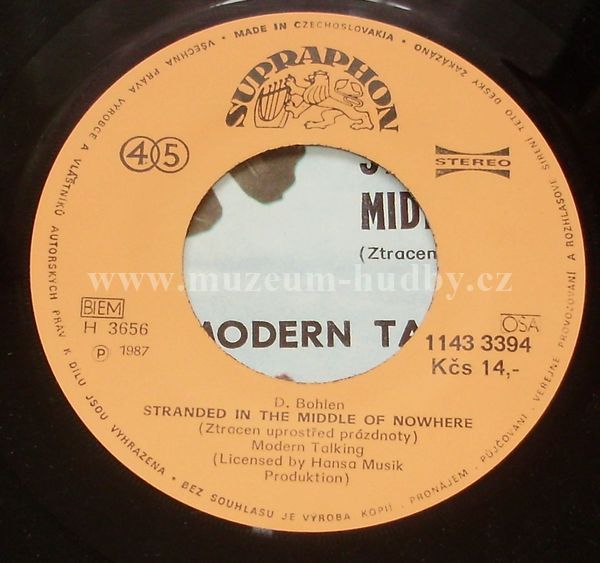 MADE IN CZECHOSLOVAKIA • VŠECHNA PRÁVA VÝROBCE A VLASTNÍKŮ AUTORSKÝCH PRÁV K DÍLU JSOU VYHRAZENA • BEZ SOUHLASU JE VÝROBA KOPIÍ - PRONÁJEM - PŮJČOVÁNÍ - VEŘEJNÉ PROVOZOVÁNÍ A ROZHLASOVÉ ŠÍŘENÍ TÉTO DESKY ZAKÁZÁNO •
SUPRAPHON
45
STEREO
MID
(Ztracen
www.muzeum-hudby.cz
MODERN TA
BIEM
H 3656
℗ 1987
OSA
1143 3394
Kčs 14,-
D. Bohlen
STRANDED IN THE MIDDLE OF NOWHERE
(Ztracen uprostřed prázdnoty)
Modern Talking
(Licensed by Hansa Musik
Produktion)